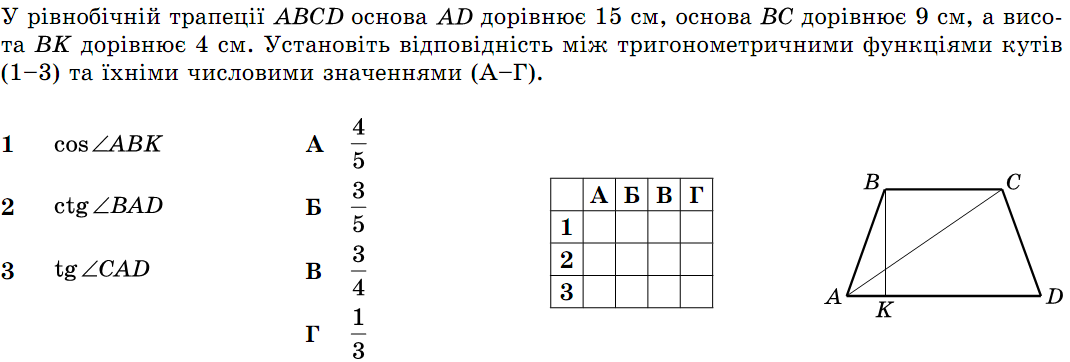 У рівнобічній трапеції ABCD основа AD дорівнює 15 см, основа BC дорівнює 9 см, а висо-
та BK дорівнює 4 см. Установіть відповідність між тригонометричними функціями кутів
(1–3) та їхніми числовими значеннями (А–Г).
1 cos∠ABK
2 ctg∠BAD
3 tg∠CAD
А 4/5
Б 3/5
В 3/4
Г 1/3
А Б В Г
1
2
3
B C
A K D